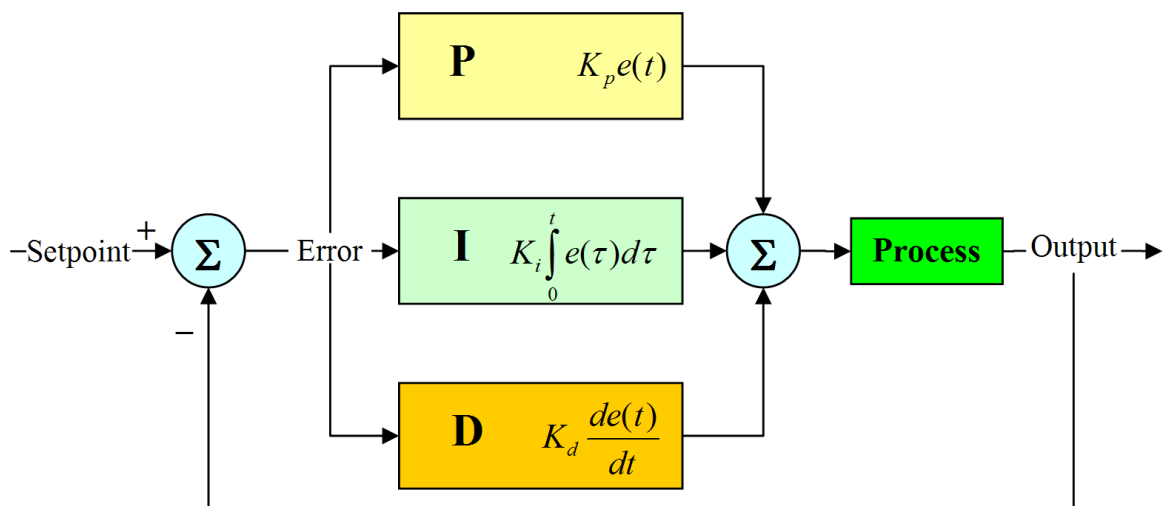 P K_p e(t)
–Setpoint + Σ Error I K_i ∫_0^t e(τ)dτ Σ Process Output
–
D K_d de(t)/dt